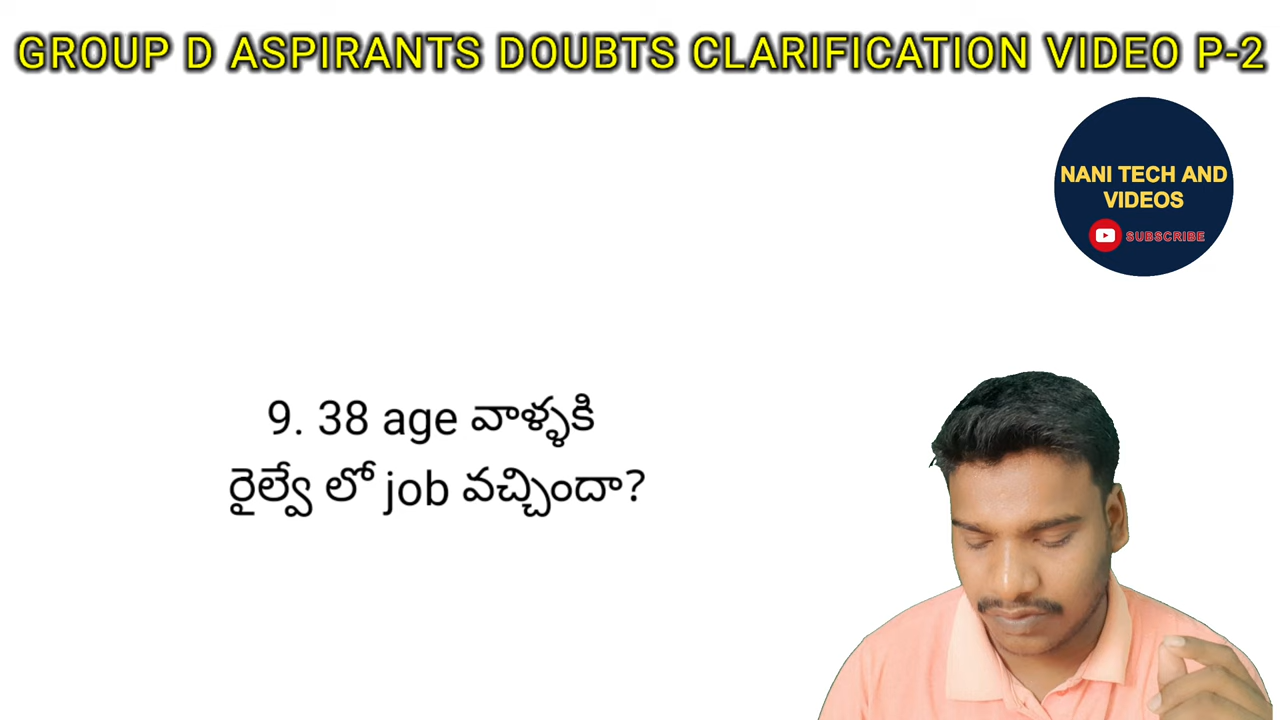 GROUP D ASPIRANTS DOUBTS CLARIFICATION VIDEO P-2
NANI TECH AND
VIDEOS
SUBSCRIBE
9. 38 age వాళ్ళకి
రైల్వే లో job వచ్చిందా?